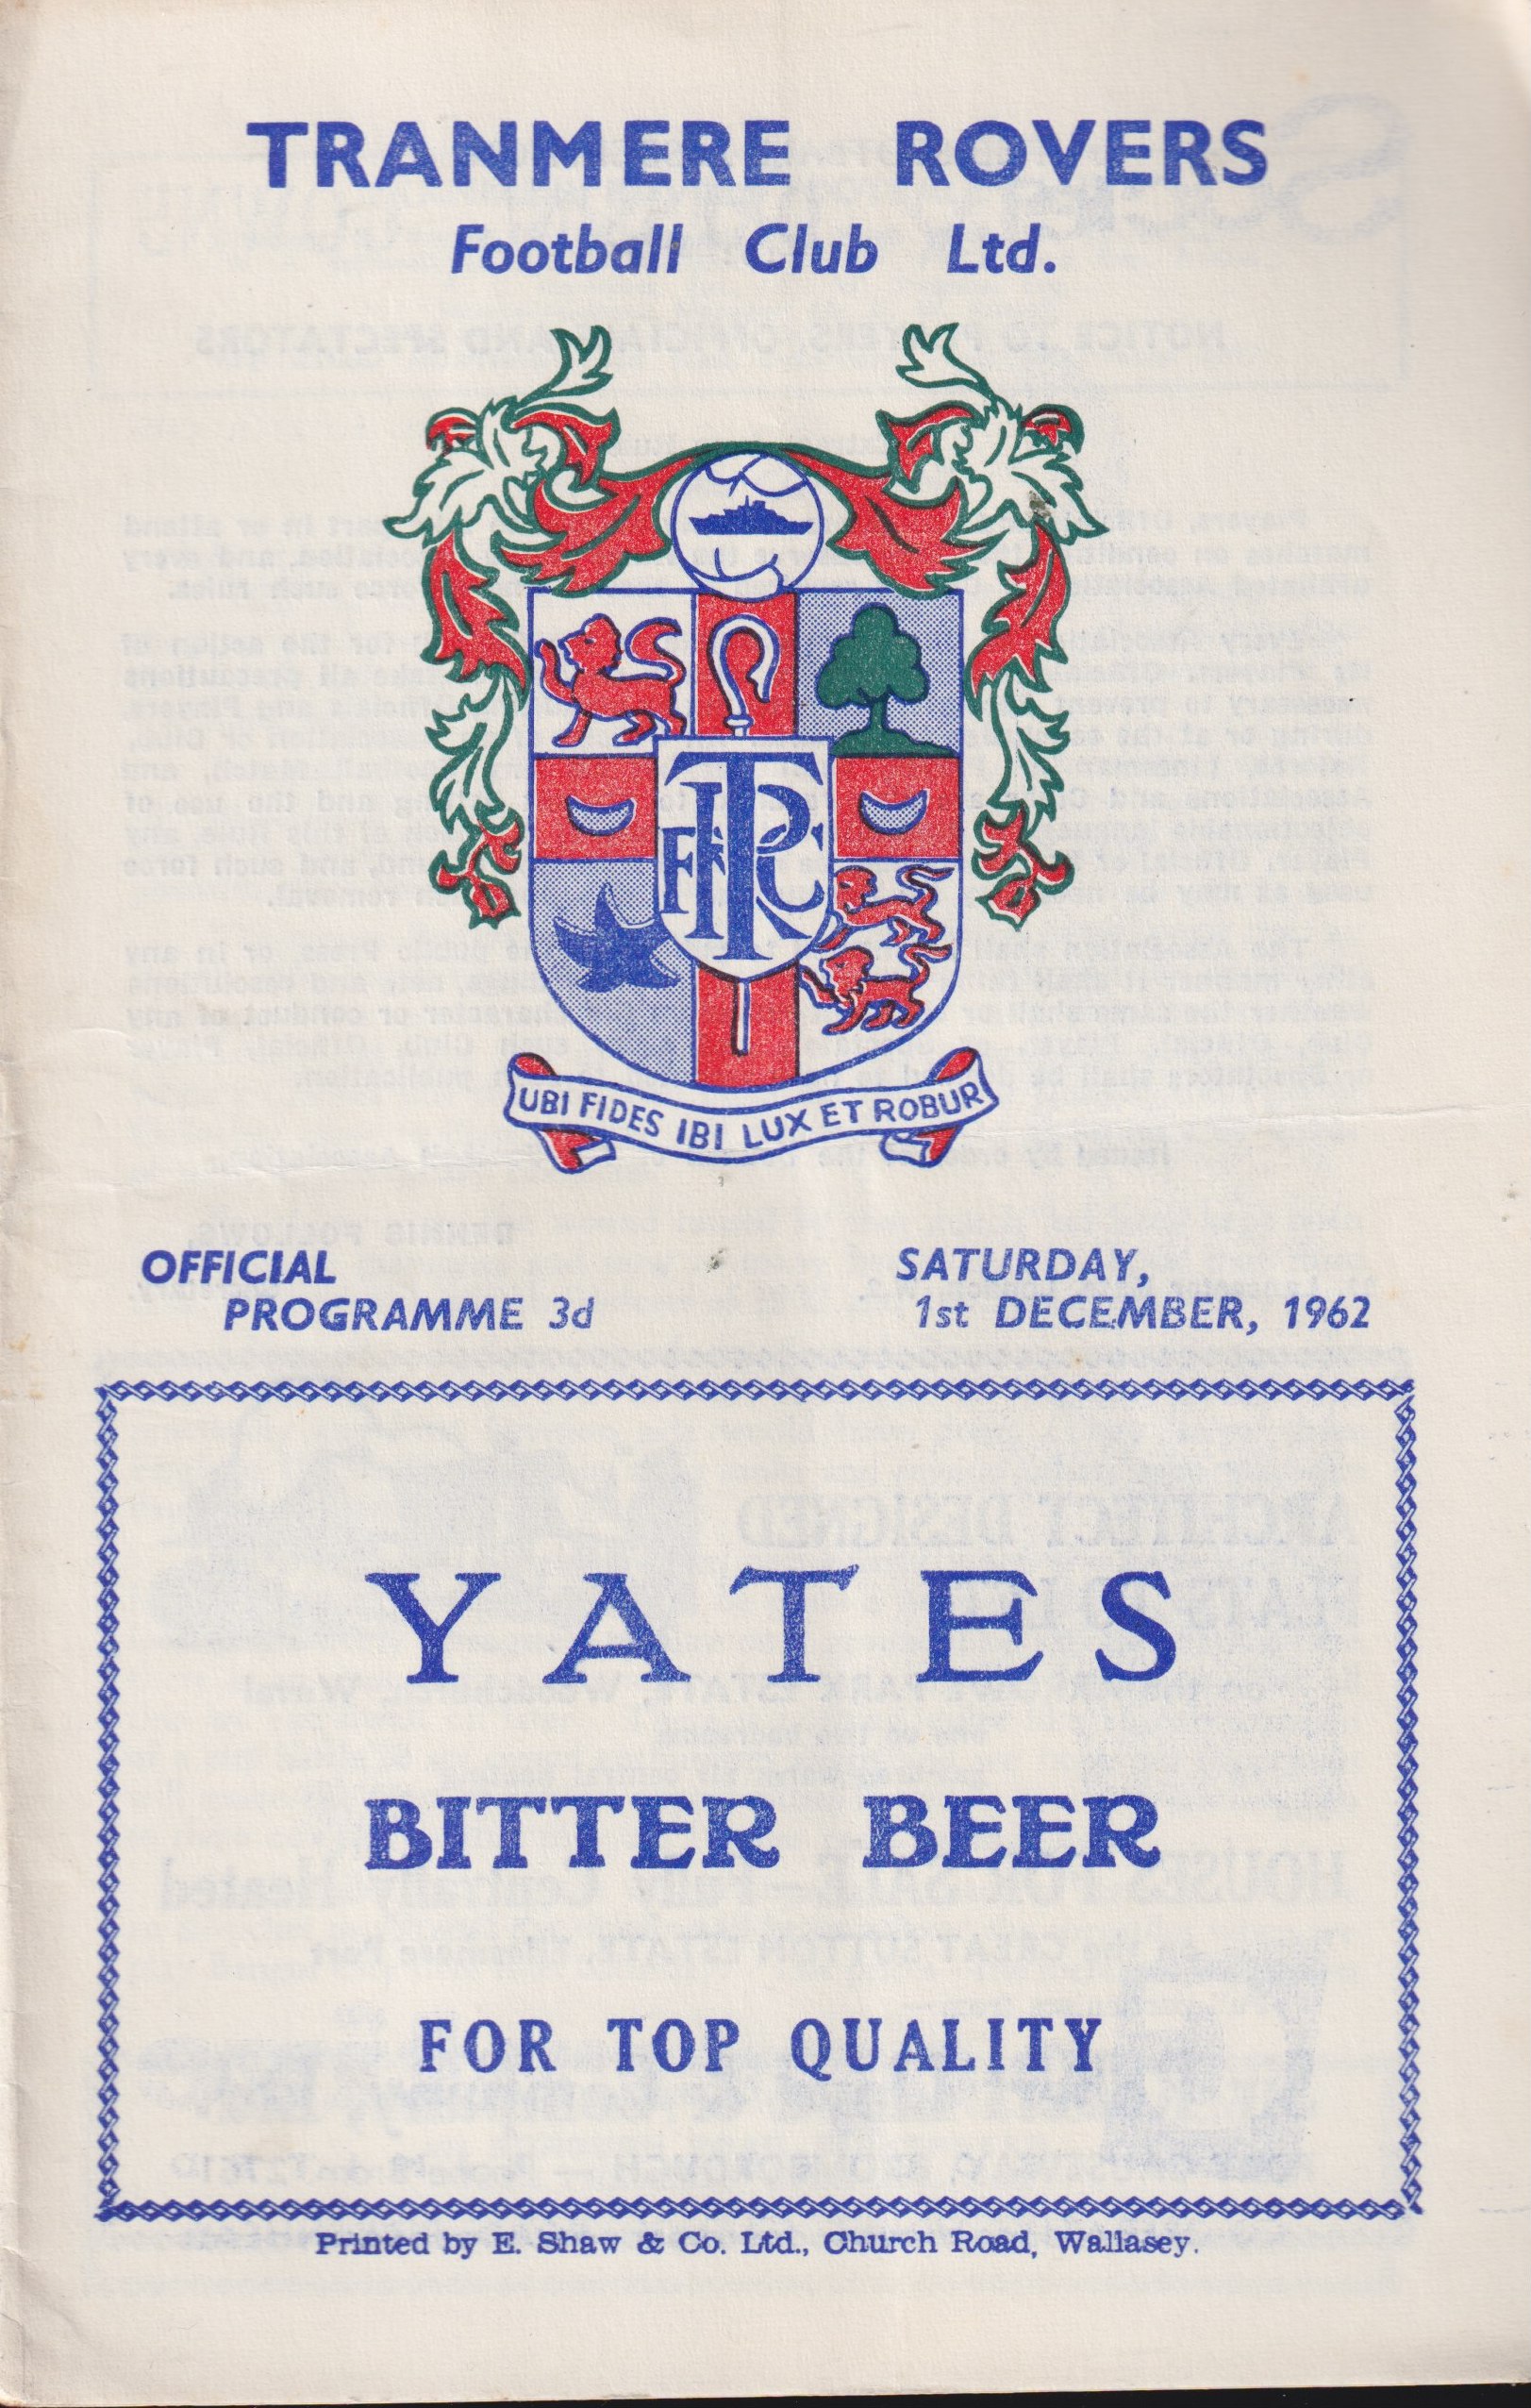 TRANMERE ROVERS
Football Club Ltd.
TRFC
UBI FIDES IBI LUX ET ROBUR
OFFICIAL
PROGRAMME 3d
SATURDAY,
1st DECEMBER, 1962
YATES
BITTER BEER
FOR TOP QUALITY
Printed by E. Shaw & Co. Ltd., Church Road, Wallasey.